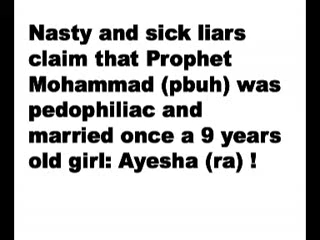 Nasty and sick liars
claim that Prophet
Mohammad (pbuh) was
pedophiliac and
married once a 9 years
old girl: Ayesha (ra) !